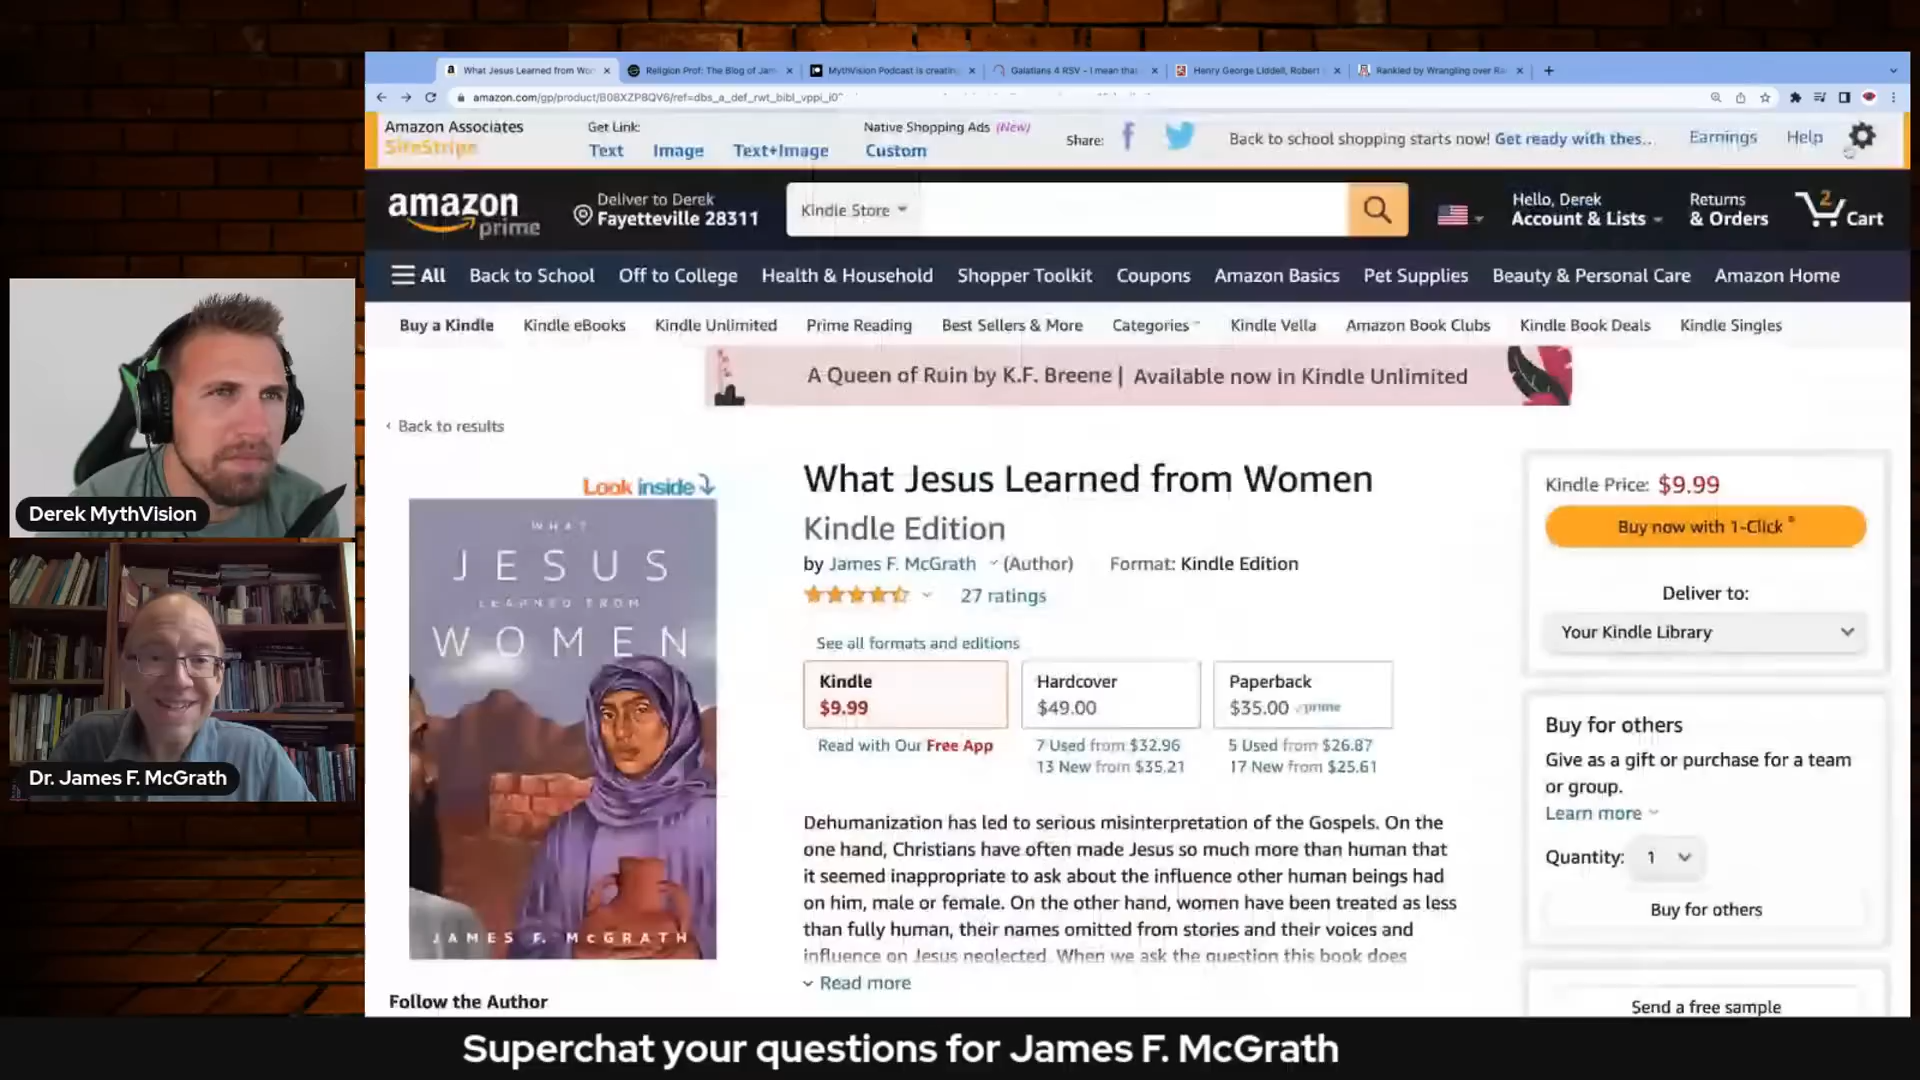 What Jesus Learned from Wor
Religion Prof: The Blog of Jam
MythVision Podcast is creating
Galatians 4 RSV - I mean that
Henry George Liddell, Robert
Rankled by Wrangling over Ra
amazon.com/gp/product/B08XZP8QV6/ref=dbs_a_def_rwt_bibl_vppi_i0
Amazon Associates
SiteStripe
Get Link:
Text Image Text+Image
Native Shopping Ads (New)
Custom
Share:
Back to school shopping starts now! Get ready with thes...
Earnings Help
amazon
prime
Deliver to Derek
Fayetteville 28311
Kindle Store
Hello, Derek
Account & Lists
Returns
& Orders
2
Cart
All Back to School Off to College Health & Household Shopper Toolkit Coupons Amazon Basics Pet Supplies Beauty & Personal Care Amazon Home
Buy a Kindle Kindle eBooks Kindle Unlimited Prime Reading Best Sellers & More Categories Kindle Vella Amazon Book Clubs Kindle Book Deals Kindle Singles
A Queen of Ruin by K.F. Breene | Available now in Kindle Unlimited
‹ Back to results
Look inside
WHAT
JESUS
LEARNED FROM
WOMEN
JAMES F. McGRATH
Follow the Author
What Jesus Learned from Women
Kindle Edition
by James F. McGrath (Author) Format: Kindle Edition
27 ratings
See all formats and editions
Kindle
$9.99
Read with Our Free App
Hardcover
$49.00
7 Used from $32.96
13 New from $35.21
Paperback
$35.00 prime
5 Used from $26.87
17 New from $25.61
Dehumanization has led to serious misinterpretation of the Gospels. On the
one hand, Christians have often made Jesus so much more than human that
it seemed inappropriate to ask about the influence other human beings had
on him, male or female. On the other hand, women have been treated as less
than fully human, their names omitted from stories and their voices and
influence on Jesus neglected. When we ask the question this book does
Read more
Kindle Price: $9.99
Buy now with 1-Click ®
Deliver to:
Your Kindle Library
Buy for others
Give as a gift or purchase for a team
or group.
Learn more
Quantity: 1
Buy for others
Send a free sample
Derek MythVision
Dr. James F. McGrath
Superchat your questions for James F. McGrath